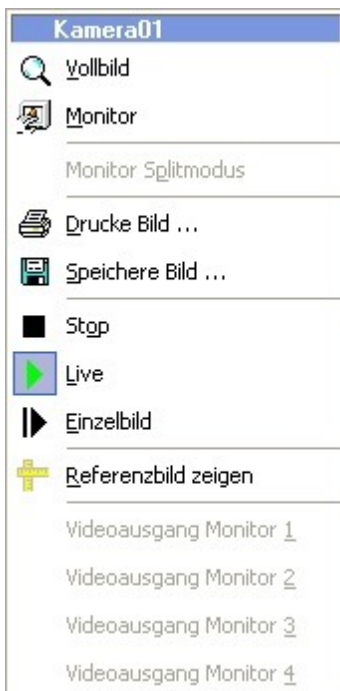 Kamera01
Vollbild
Monitor
Monitor Splitmodus
Drucke Bild ...
Speichere Bild ...
Stop
Live
Einzelbild
Referenzbild zeigen
Videoausgang Monitor 1
Videoausgang Monitor 2
Videoausgang Monitor 3
Videoausgang Monitor 4